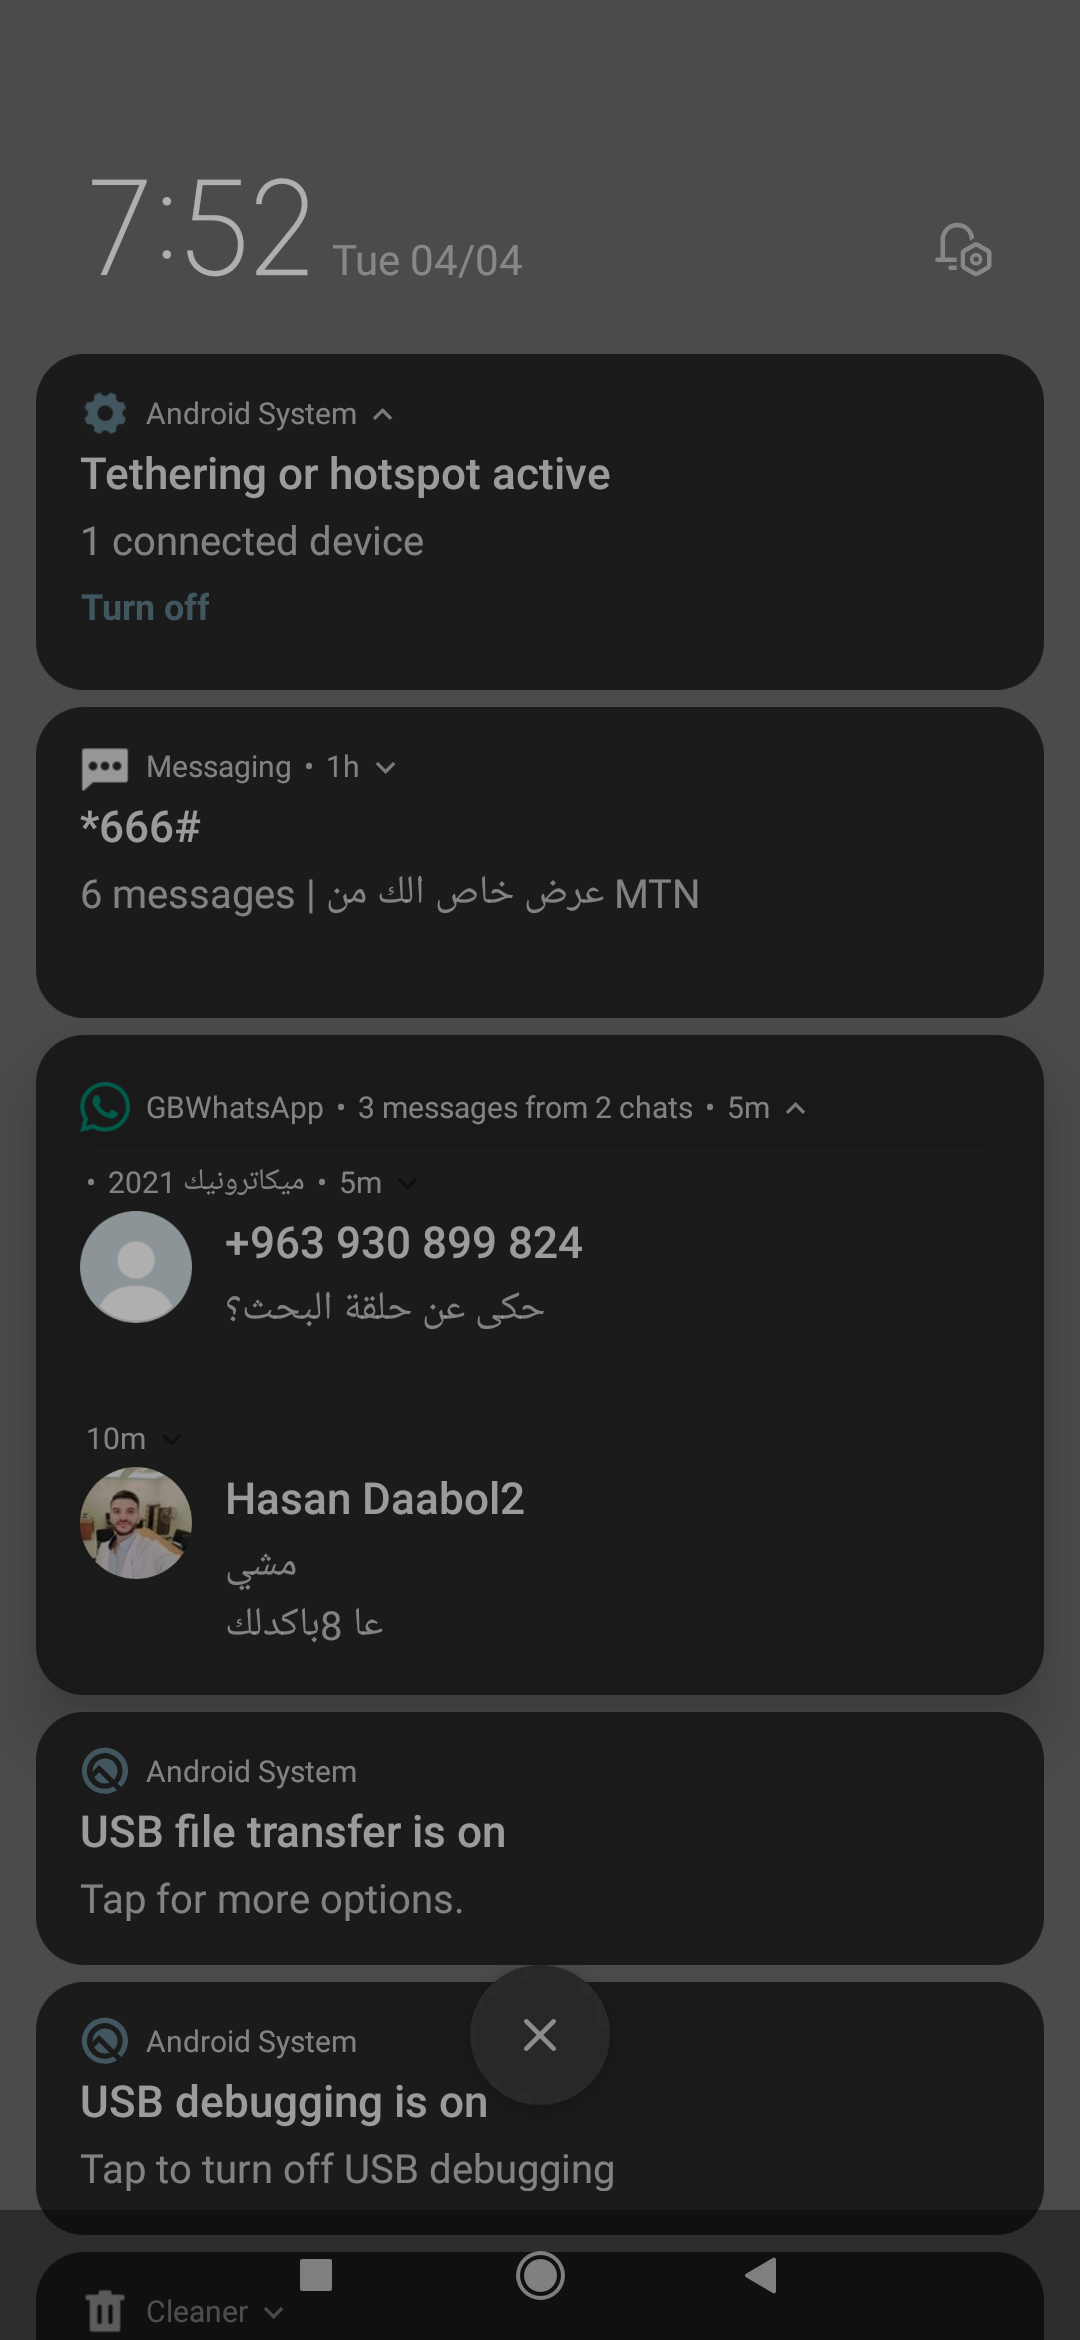 7:52 Tue 04/04
Android System
Tethering or hotspot active
1 connected device
Turn off
Messaging • 1h
*666#
6 messages | عرض خاص الك من MTN
GBWhatsApp • 3 messages from 2 chats • 5m
• ميكاترونيك 2021 • 5m
+963 930 899 824
حكى عن حلقة البحث؟
10m
Hasan Daabol2
مشي
عا 8باكدلك
Android System
USB file transfer is on
Tap for more options.
Android System
USB debugging is on
Tap to turn off USB debugging
Cleaner